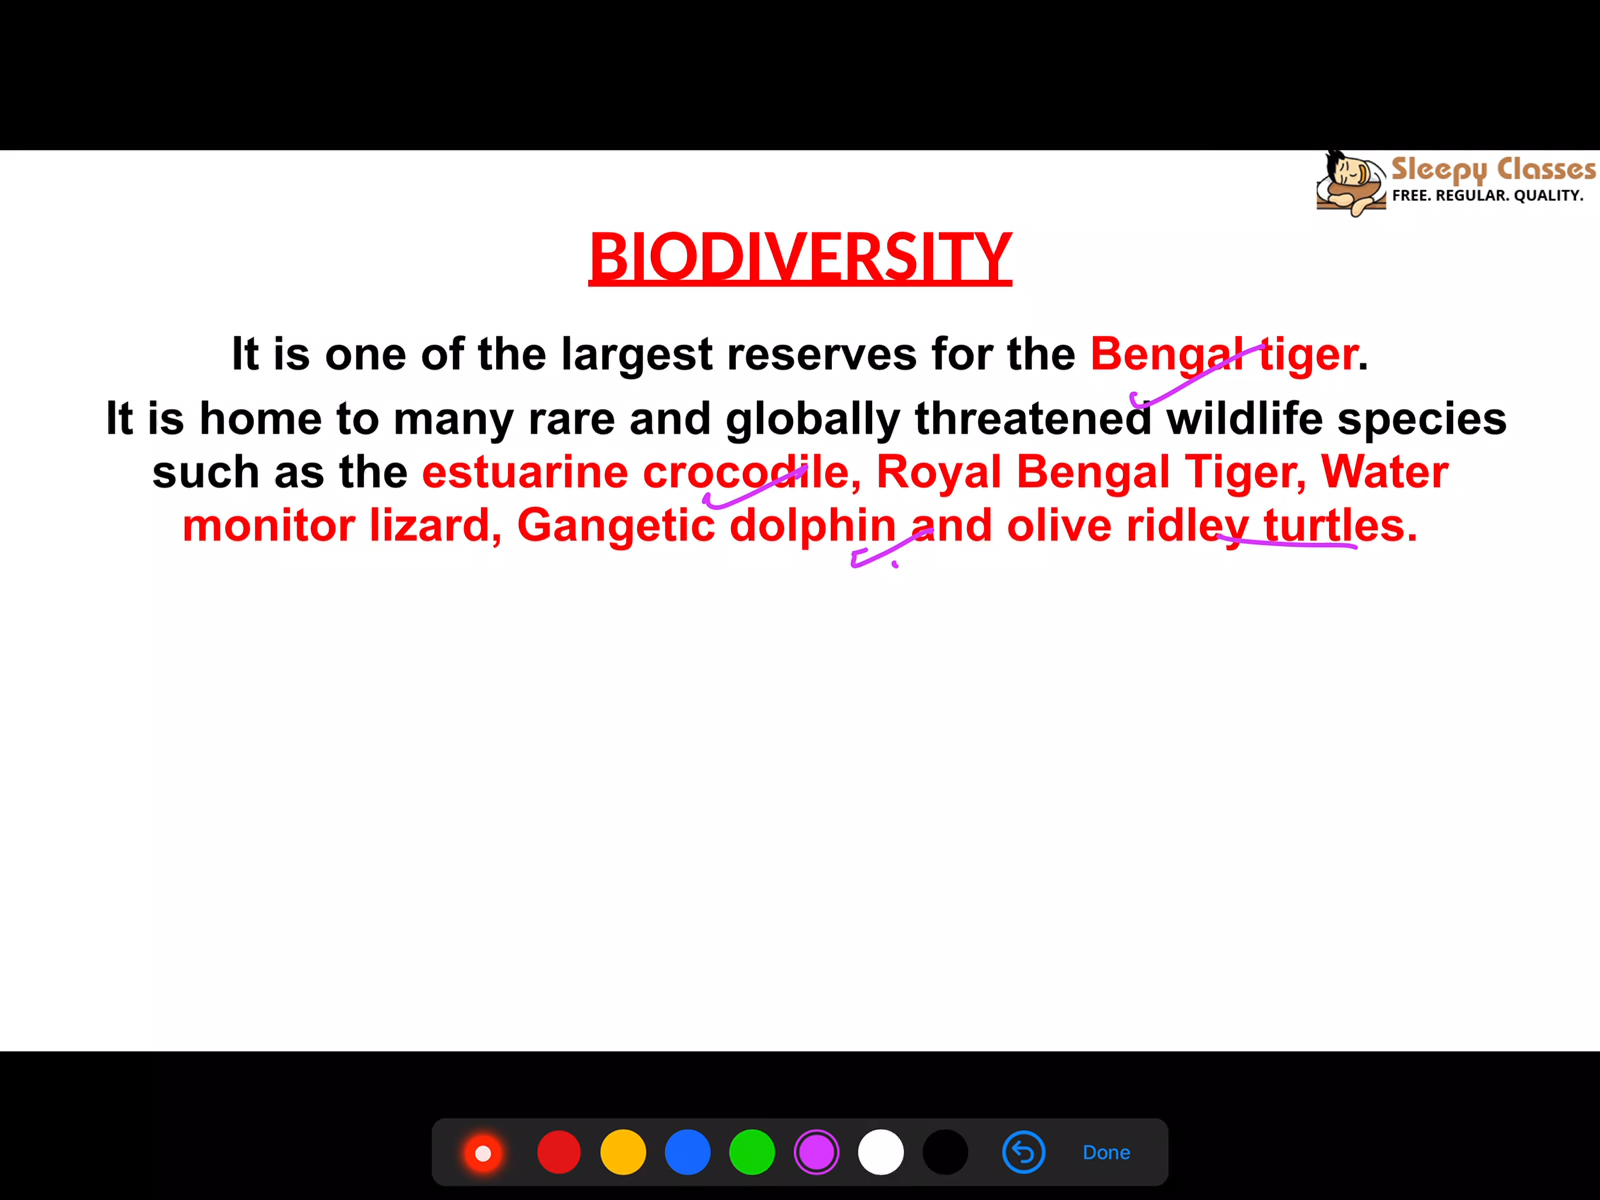 Sleepy Classes
FREE. REGULAR. QUALITY.
BIODIVERSITY
It is one of the largest reserves for the Bengal tiger.
It is home to many rare and globally threatened wildlife species
such as the estuarine crocodile, Royal Bengal Tiger, Water
monitor lizard, Gangetic dolphin and olive ridley turtles.
Done